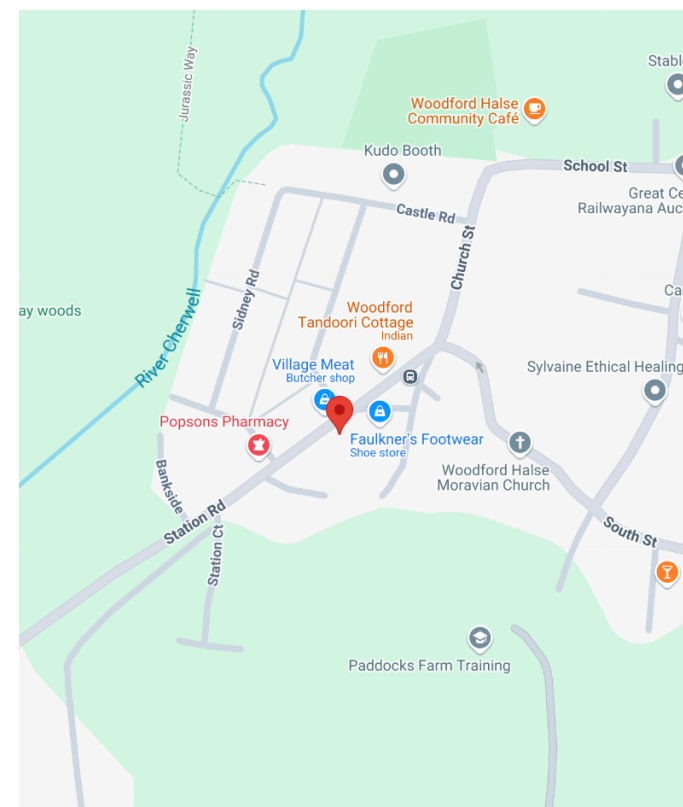 Jurassic Way
Stabl
Woodford Halse
Community Café
Kudo Booth
School St
Great Ce
Railwayana Auc
Castle Rd
Church St
Ca
Sidney Rd
Woodford
Tandoori Cottage
Indian
ay woods
River Cherwell
Village Meat
Butcher shop
Sylvaine Ethical Healing
Popsons Pharmacy
Faulkner's Footwear
Shoe store
Woodford Halse
Moravian Church
Bankside
Station Rd
South St
Station Ct
Paddocks Farm Training